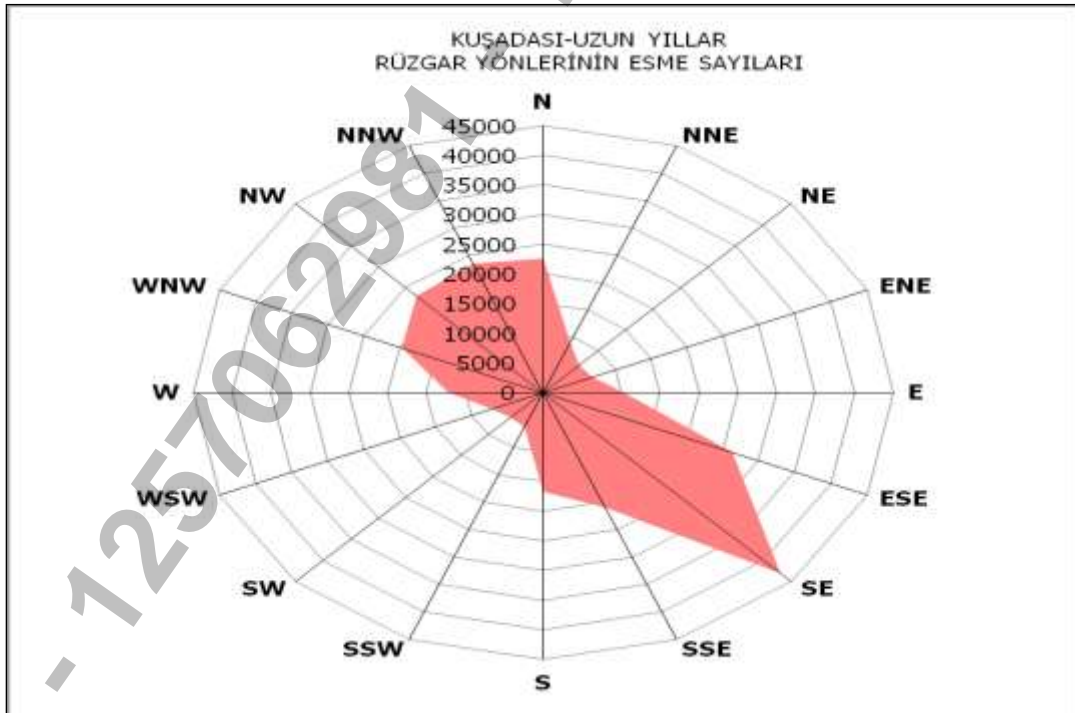 KUŞADASI-UZUN YILLAR
RÜZGAR YÖNLERİNİN ESME SAYILARI
N
NNE
NE
ENE
E
ESE
SE
SSE
S
SSW
SW
WSW
W
WNW
NW
NNW
45000
40000
35000
30000
25000
20000
15000
10000
5000
0
- 1257062981 -